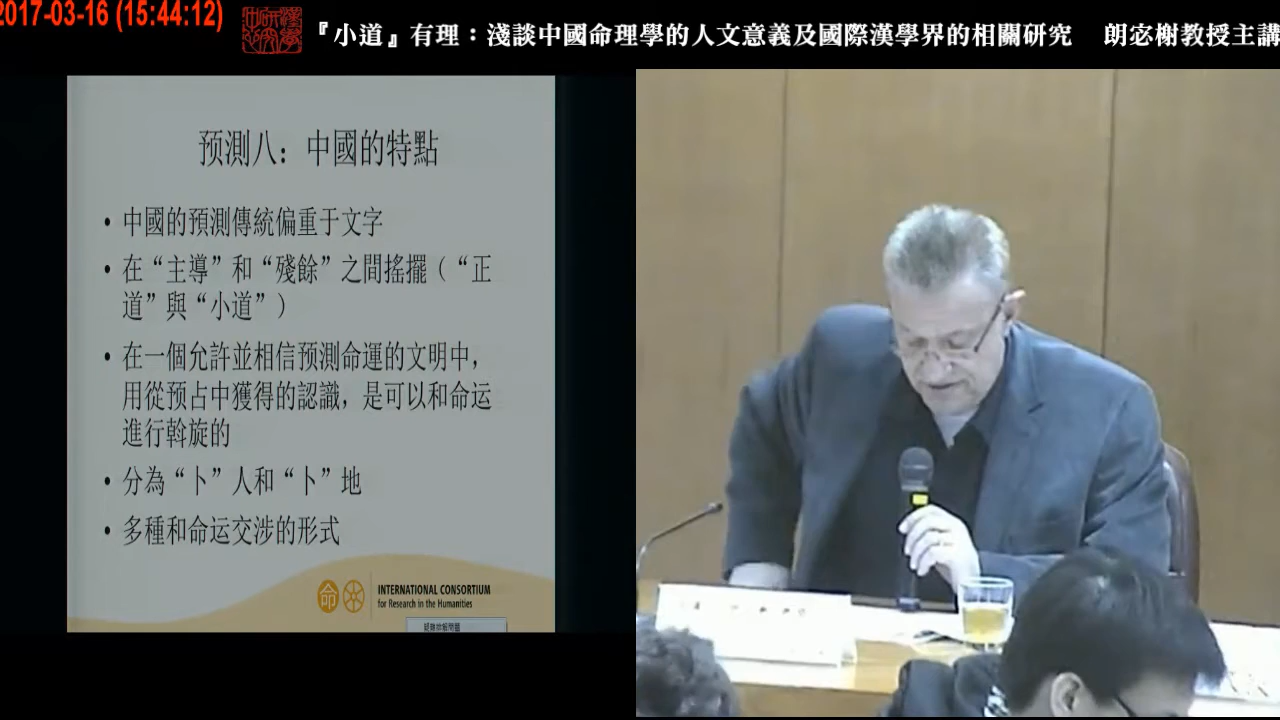 2017-03-16 (15:44:12)
『小道』有理：淺談中國命理學的人文意義及國際漢學界的相關研究 朗宓榭教授主講
预測八：中國的特點
• 中國的預測傳統偏重于文字
• 在“主導”和“殘餘”之間搖擺（“正
道”與“小道”）
• 在一個允許並相信预測命運的文明中，
用從预占中獲得的認識，是可以和命运
進行斡旋的
• 分為“卜”人和“卜”地
• 多種和命运交涉的形式
命
INTERNATIONAL CONSORTIUM
for Research in the Humanities